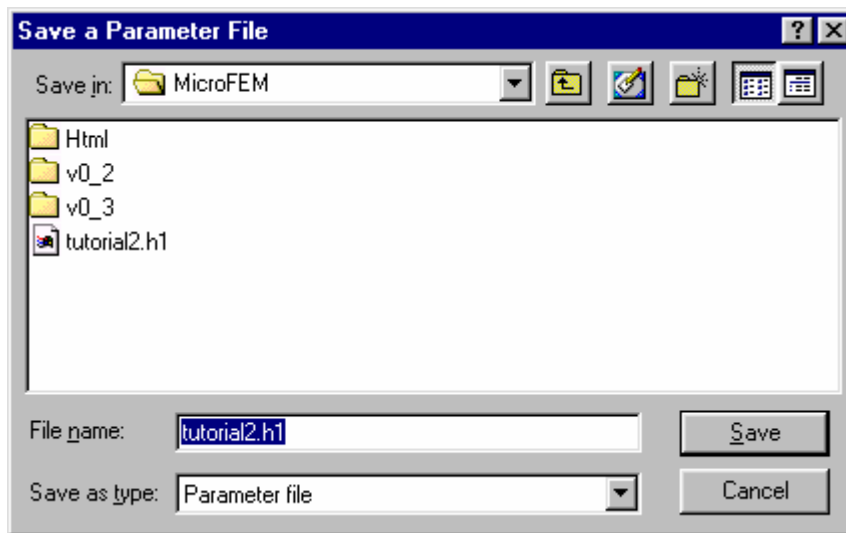 Save a Parameter File
Save in: MicroFEM
Html
v0_2
v0_3
tutorial2.h1
File name: tutorial2.h1 Save
Save as type: Parameter file Cancel